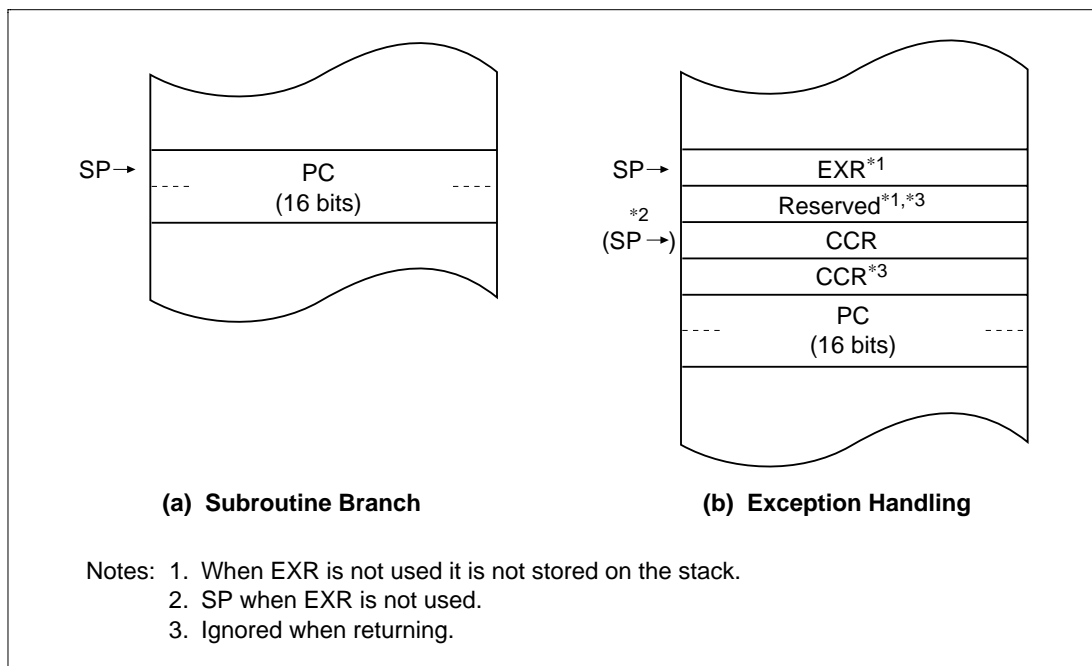 SP→
PC
(16 bits)
(a) Subroutine Branch
SP→
EXR*1
Reserved*1,*3
*2
(SP→)
CCR
CCR*3
PC
(16 bits)
(b) Exception Handling
Notes: 1. When EXR is not used it is not stored on the stack.
2. SP when EXR is not used.
3. Ignored when returning.